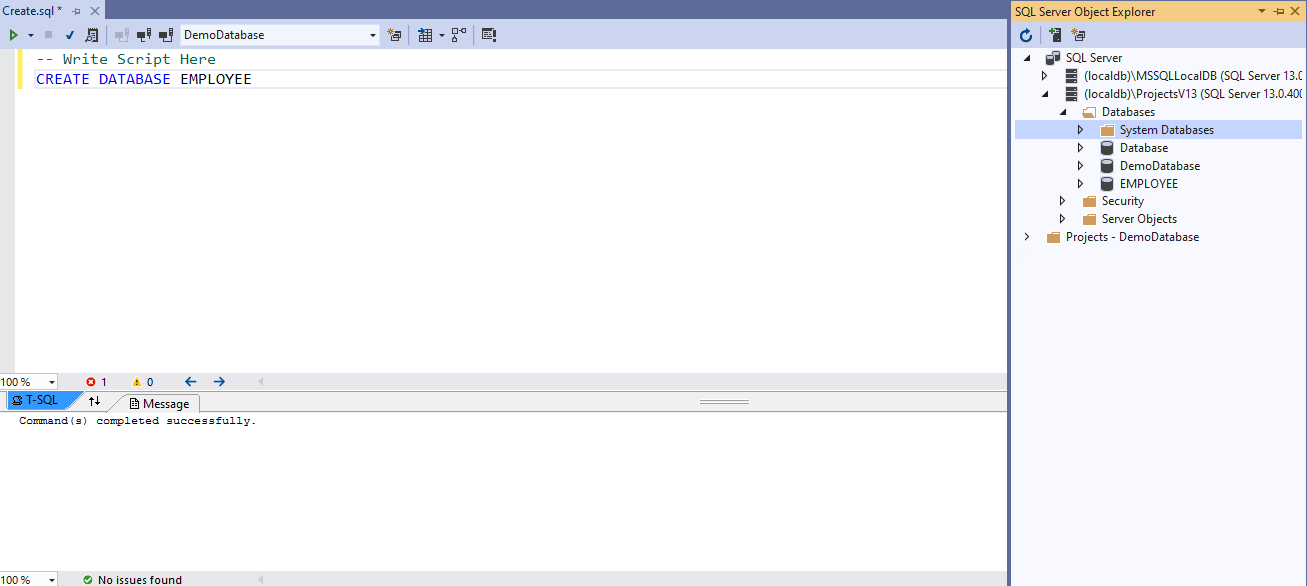 Create.sql *
DemoDatabase
-- Write Script Here
CREATE DATABASE EMPLOYEE
100 %
1
0
T-SQL
Message
Command(s) completed successfully.
100 %
No issues found
SQL Server Object Explorer
SQL Server
(localdb)\MSSQLLocalDB (SQL Server 13.0
(localdb)\ProjectsV13 (SQL Server 13.0.400
Databases
System Databases
Database
DemoDatabase
EMPLOYEE
Security
Server Objects
Projects - DemoDatabase